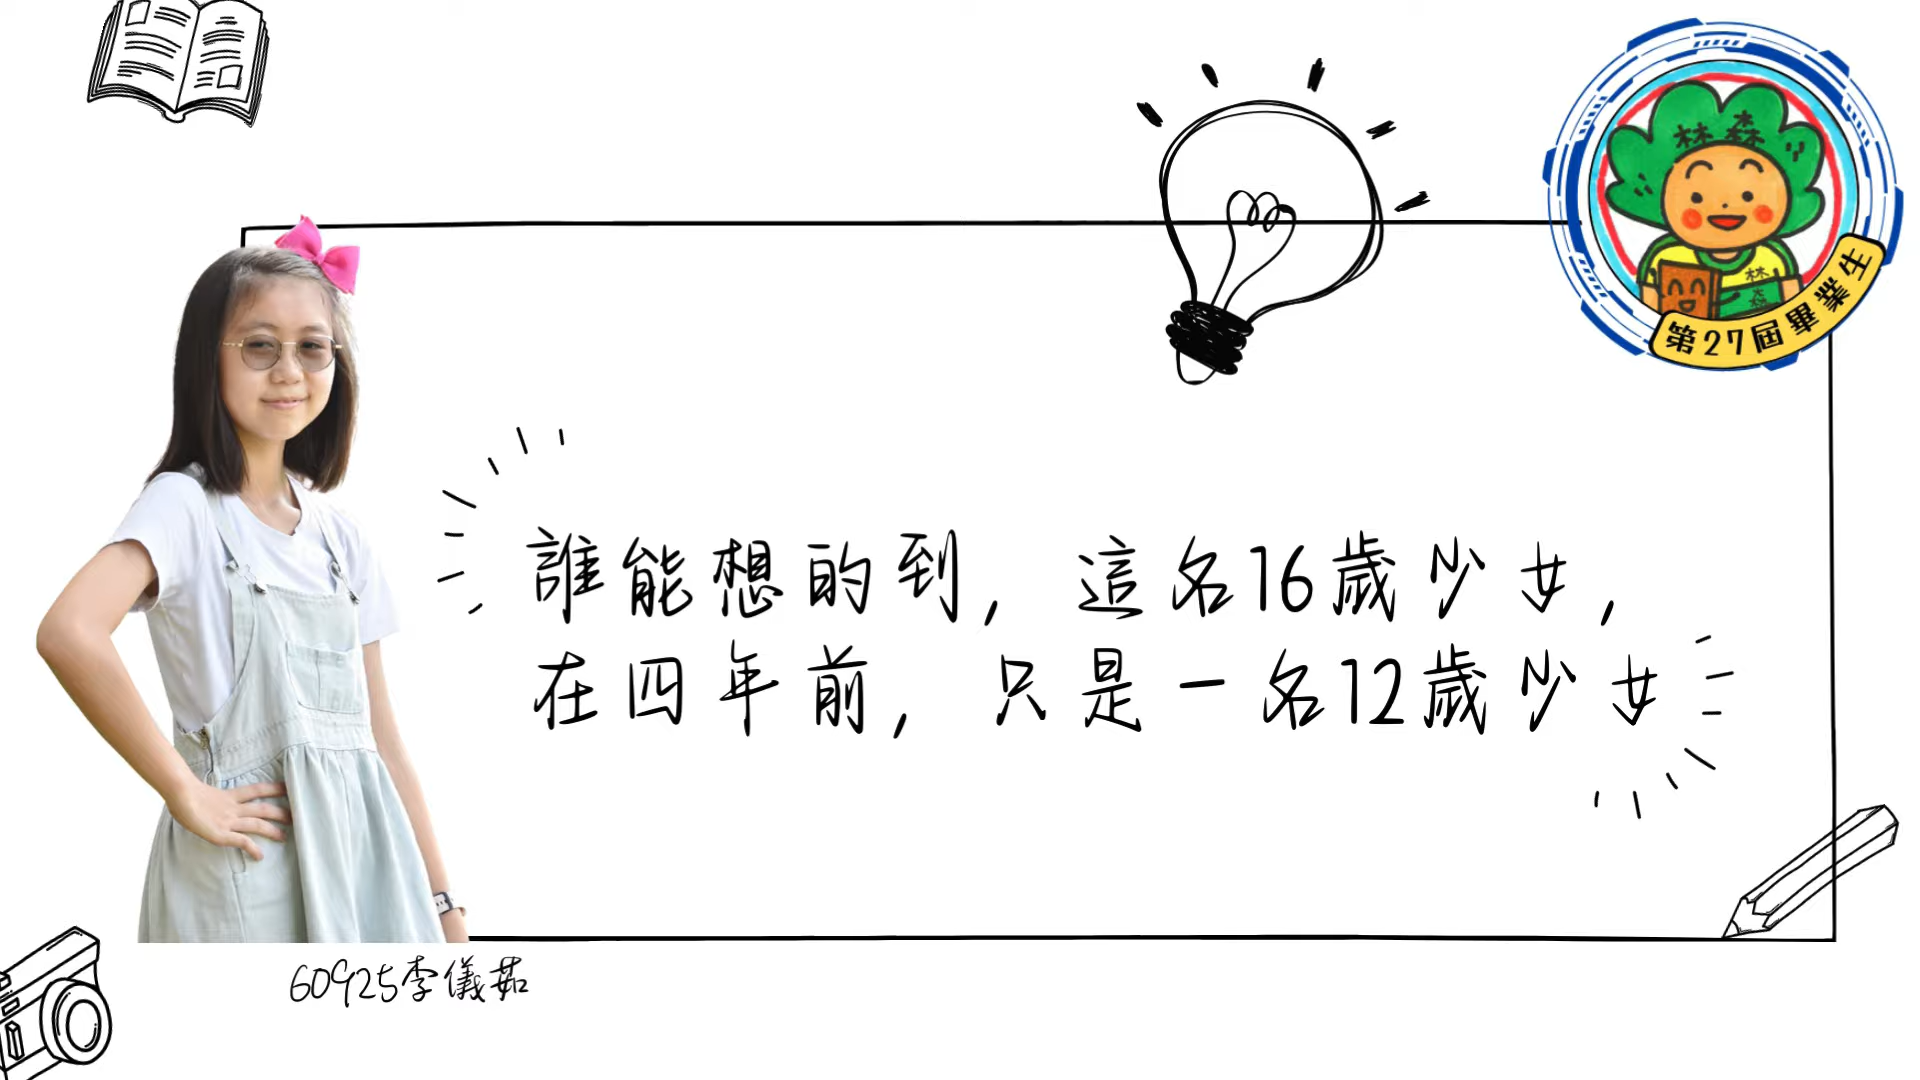 林 森
林
森
第27屆畢業生
誰能想的到，這名16歲少女，
在四年前，只是一名12歲少女
60925李儀茹